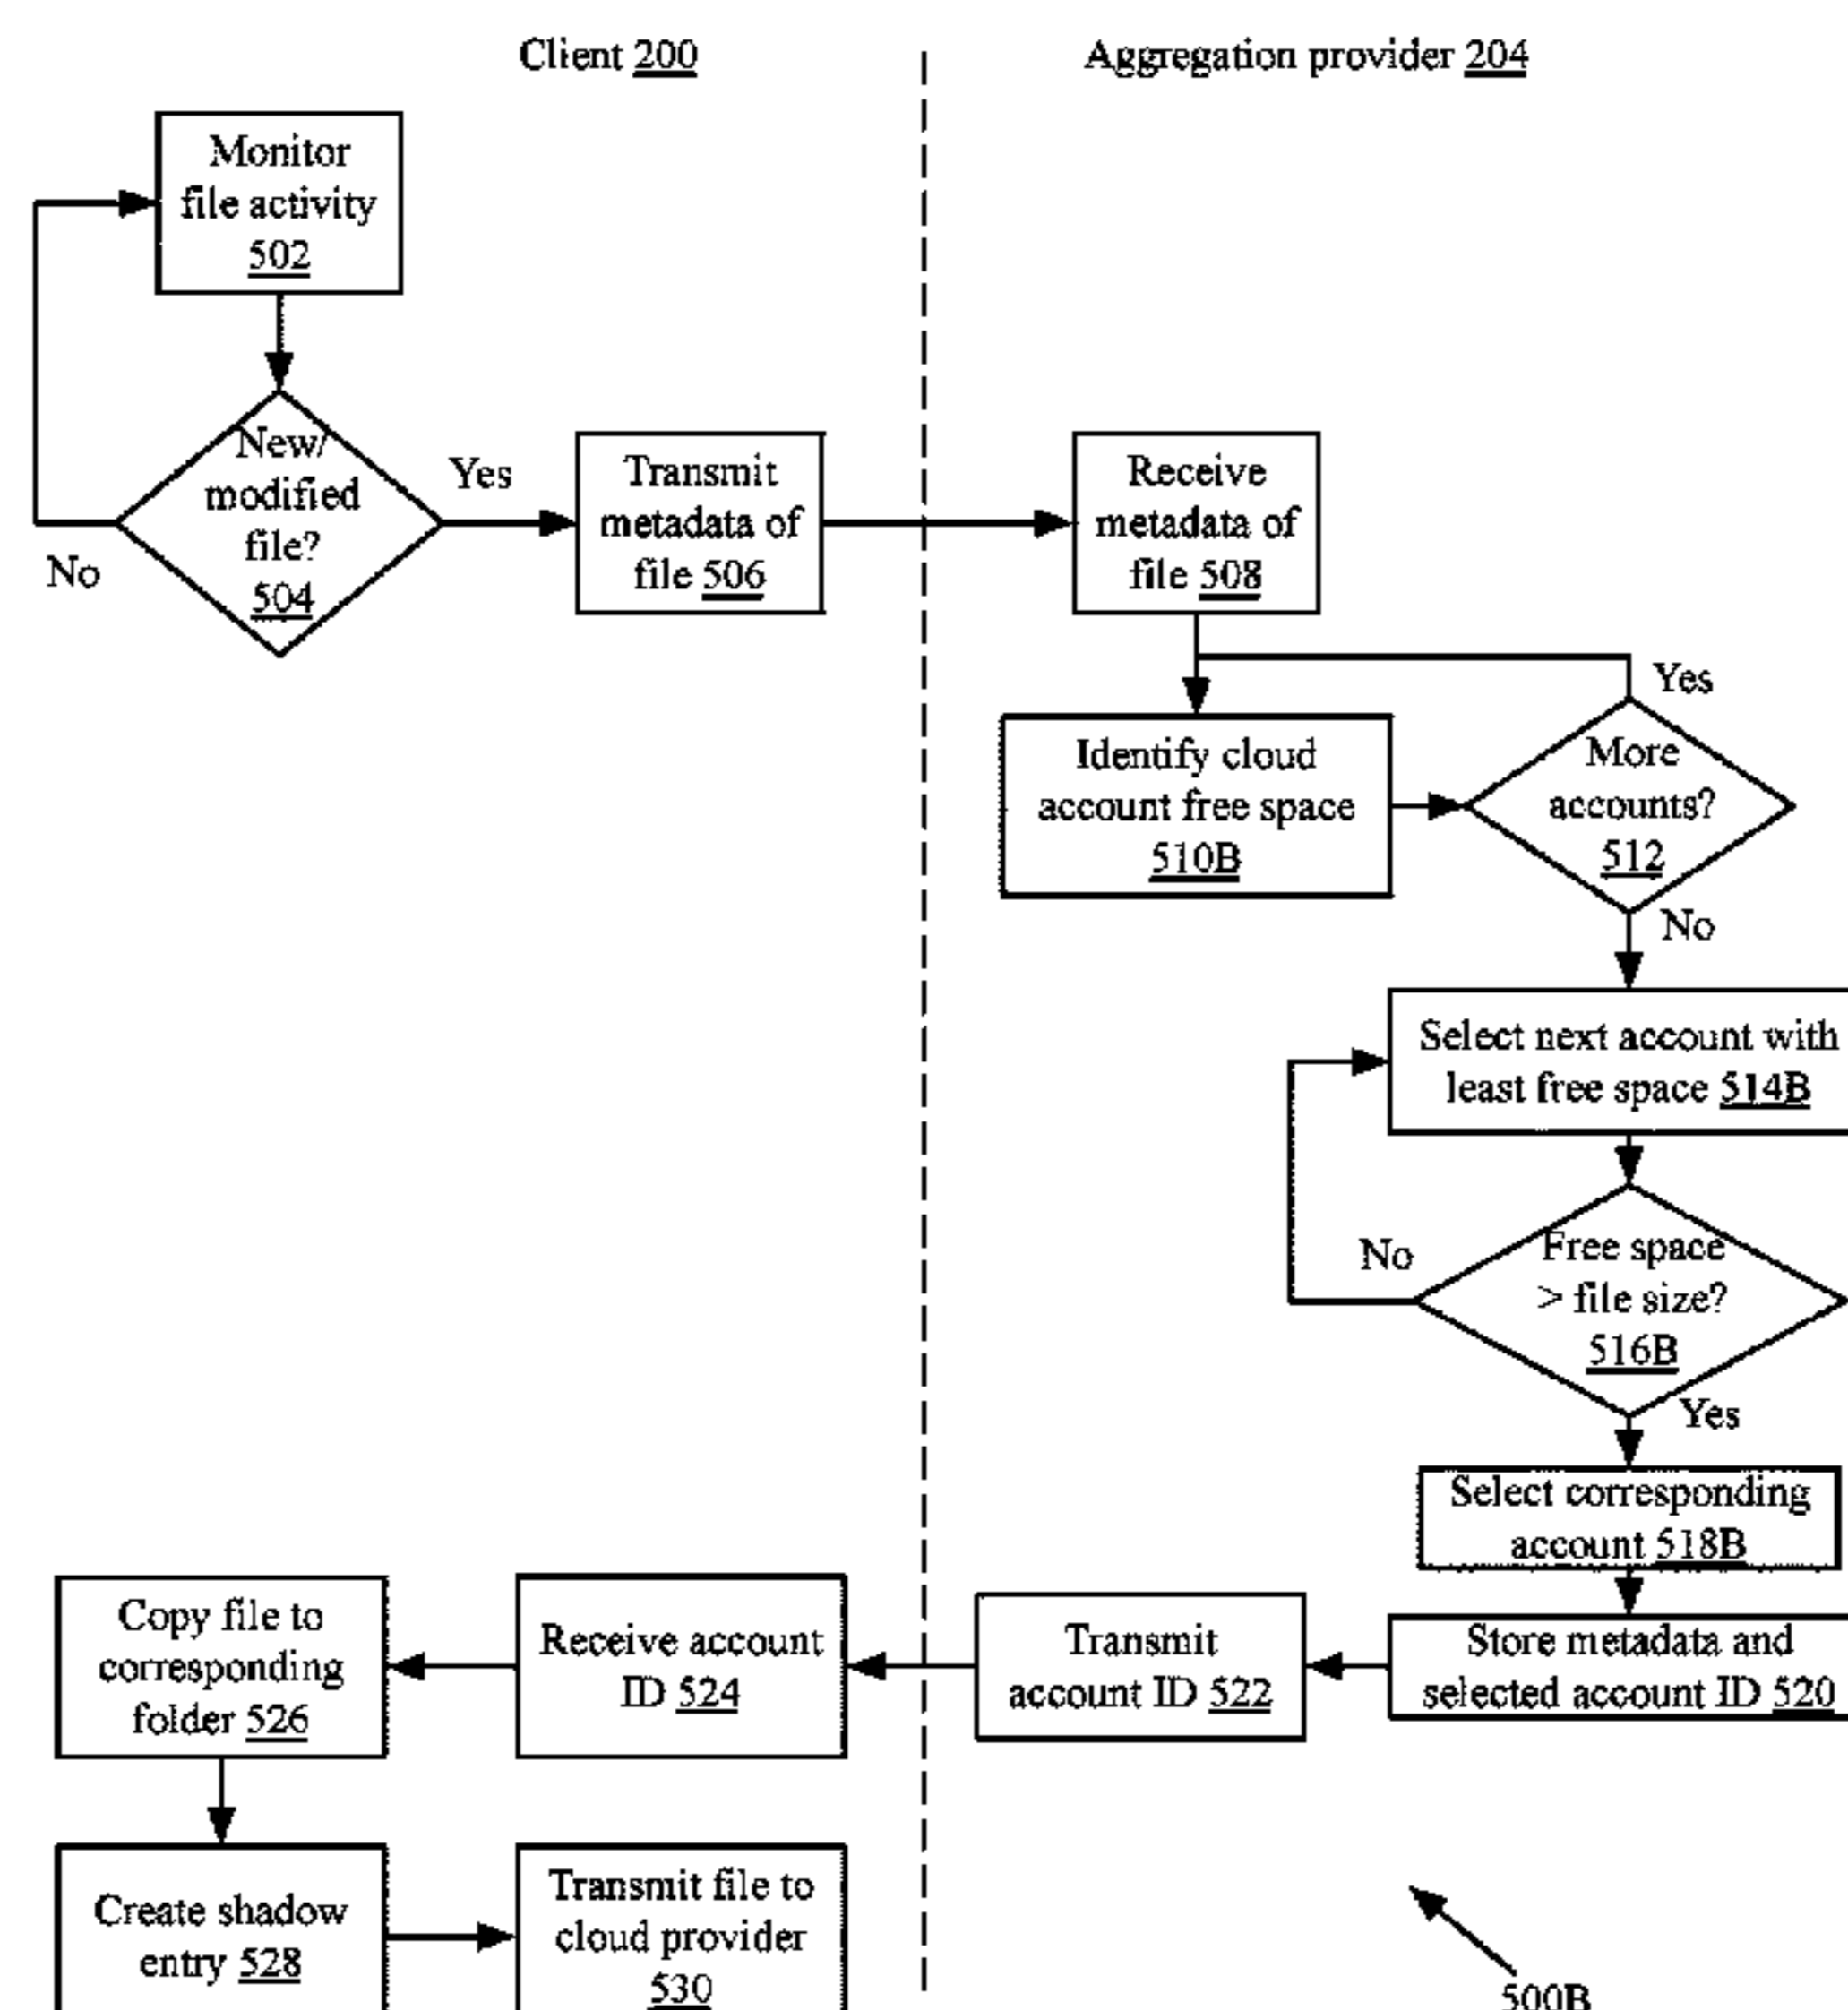 Client 200
Aggregation provider 204
Monitor
file activity
502
New/
modified
file?
504
Yes
No
Transmit
metadata of
file 506
Receive
metadata of
file 508
Identify cloud
account free space
510B
More
accounts?
512
Yes
No
Select next account with
least free space 514B
Free space
> file size?
516B
No
Yes
Select corresponding
account 518B
Store metadata and
selected account ID 520
Transmit
account ID 522
Receive account
ID 524
Copy file to
corresponding
folder 526
Create shadow
entry 528
Transmit file to
cloud provider
530
500B